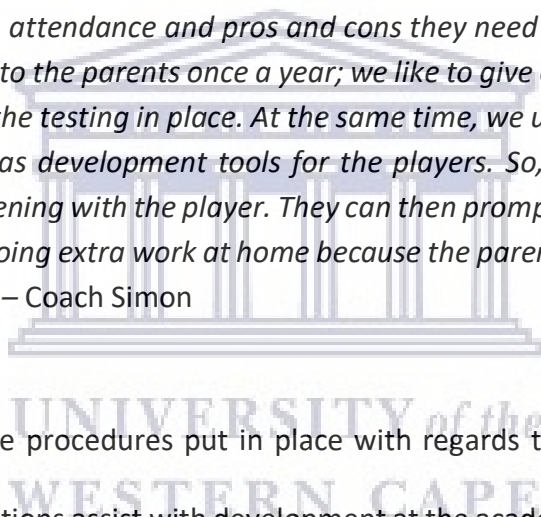 attendance and pros and cons they need
to the parents once a year; we like to give
the testing in place. At the same time, we u
as development tools for the players. So,
ening with the player. They can then promp
oing extra work at home because the paren
– Coach Simon
UNIVERSITY of the
e procedures put in place with regards t
WESTERN CAPE
tions assist with development at the acade